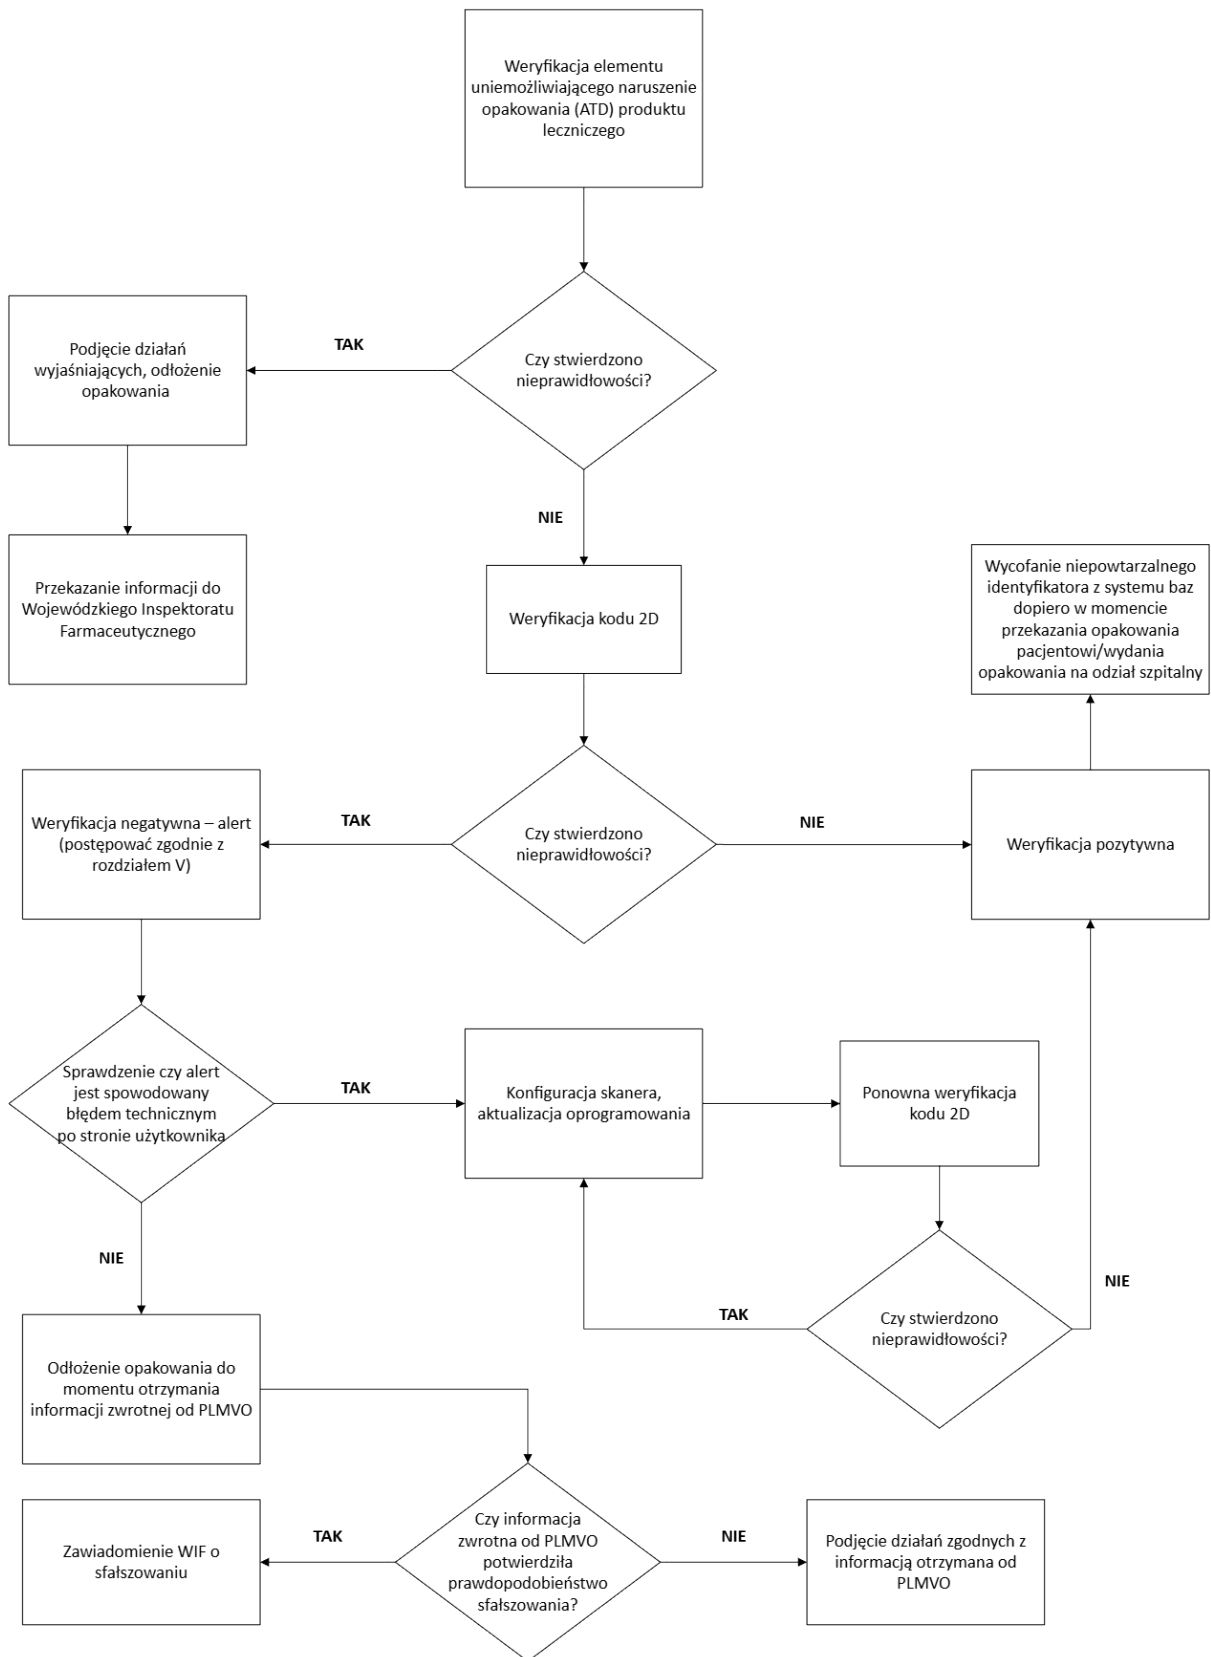 Weryfikacja elementu
uniemożliwiającego naruszenie
opakowania (ATD) produktu
leczniczego
Czy stwierdzono
nieprawidłowości?
TAK
Podjęcie działań
wyjaśniających, odłożenie
opakowania
Przekazanie informacji do
Wojewódzkiego Inspektoratu
Farmaceutycznego
NIE
Weryfikacja kodu 2D
Wycofanie niepowtarzalnego
identyfikatora z systemu baz
dopiero w momencie
przekazania opakowania
pacjentowi/wydania
opakowania na odział szpitalny
Czy stwierdzono
nieprawidłowości?
TAK
Weryfikacja negatywna – alert
(postępować zgodnie z
rozdziałem V)
NIE
Weryfikacja pozytywna
Sprawdzenie czy alert
jest spowodowany
błędem technicznym
po stronie użytkownika
TAK
Konfiguracja skanera,
aktualizacja oprogramowania
Ponowna weryfikacja
kodu 2D
Czy stwierdzono
nieprawidłowości?
TAK
NIE
NIE
Odłożenie opakowania do
momentu otrzymania
informacji zwrotnej od PLMVO
Czy informacja
zwrotna od PLMVO
potwierdziła
prawdopodobieństwo
sfałszowania?
TAK
Zawiadomienie WIF o
sfałszowaniu
NIE
Podjęcie działań zgodnych z
informacją otrzymana od
PLMVO